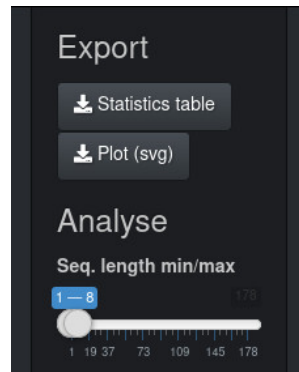 Export
Statistics table
Plot (svg)
Analyse
Seq. length min/max
1 — 8 178
1 19 37 73 109 145 178